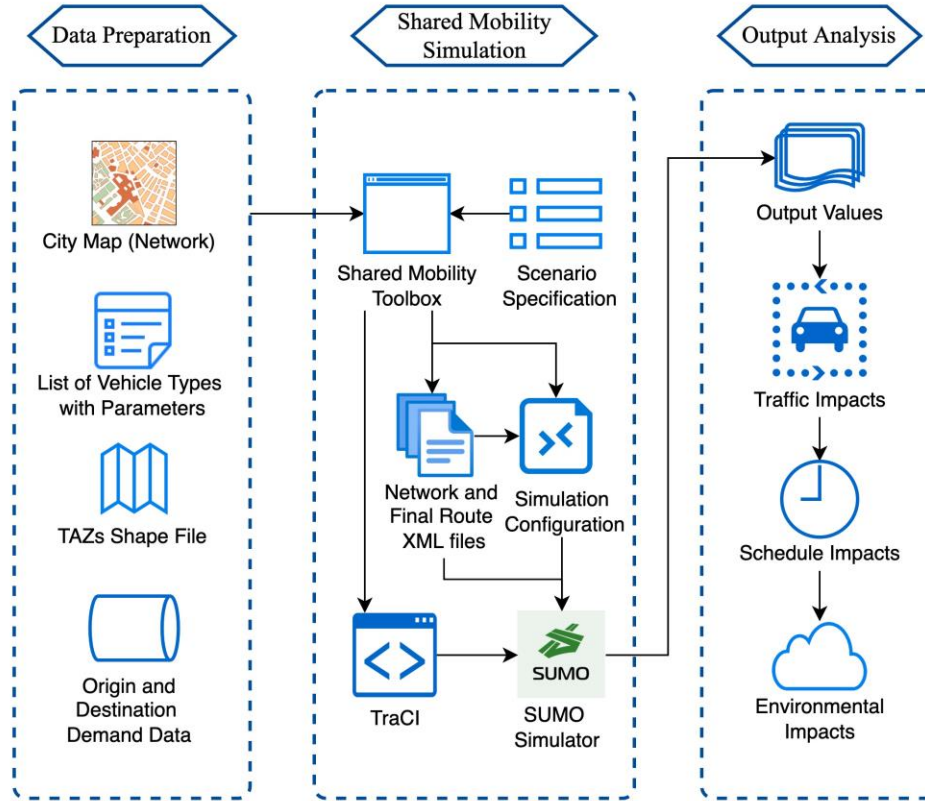 Data Preparation
Shared Mobility
Simulation
Output Analysis
City Map (Network)
List of Vehicle Types
with Parameters
TAZs Shape File
Origin and
Destination
Demand Data
Shared Mobility
Toolbox
Scenario
Specification
Network and
Final Route
XML files
Simulation
Configuration
TraCI
SUMO
SUMO
Simulator
Output Values
Traffic Impacts
Schedule Impacts
Environmental
Impacts